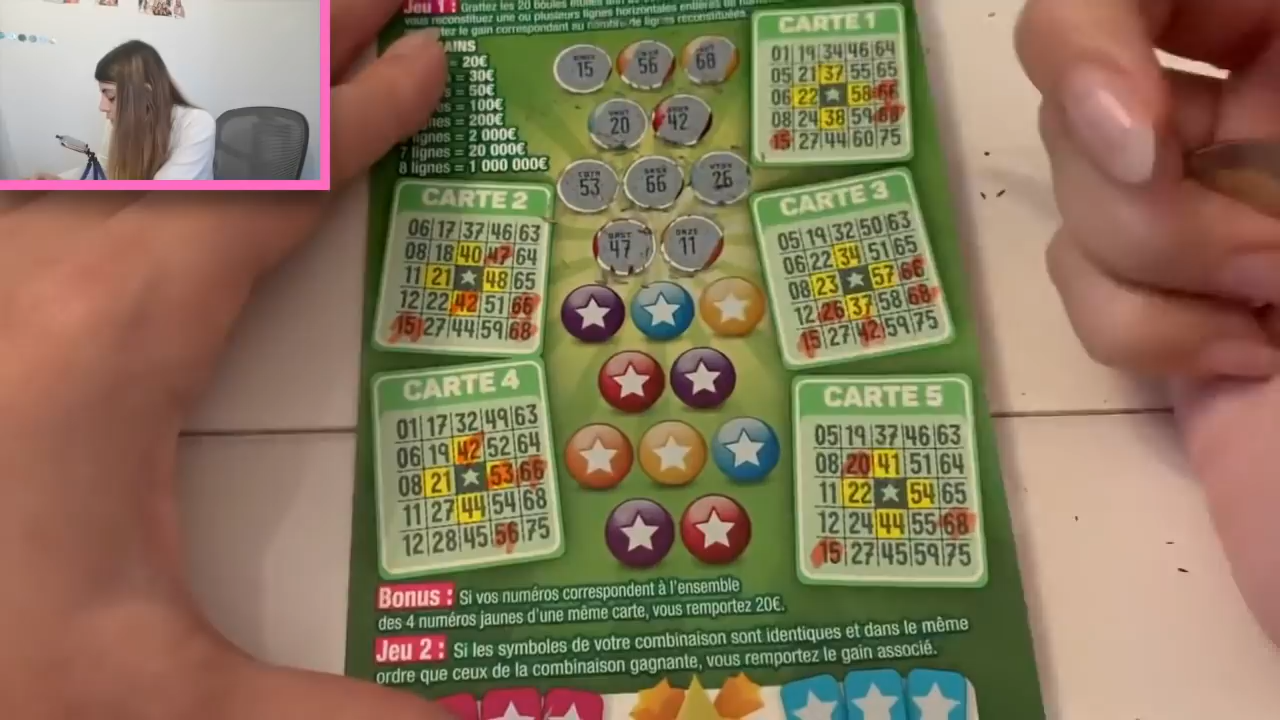 Jeu 1 : Grattez les 20 boules
vous reconstituez une ou plusieurs lignes horizontales entières de
le gain correspondant au nombre de lignes reconstituées
= 20€
= 30€
= 50€
= 100€
= 200€
lignes = 2 000€
7 lignes = 20 000€
8 lignes = 1 000 000€
15 56 68
20 42
53 66 26
47 11
CARTE 1
01 19 34 46 64
05 21 37 55 65
06 22 58 66
08 24 38 59 68
15 27 44 60 75
CARTE 2
06 17 37 46 63
08 18 40 47 64
11 21 48 65
12 22 42 51 66
15 27 44 59 68
CARTE 3
05 19 32 50 63
06 22 34 51 65
08 23 57 66
12 26 37 58 68
15 27 42 59 75
CARTE 4
01 17 32 49 63
06 19 42 52 64
08 21 53 66
11 27 44 54 68
12 28 45 56 75
CARTE 5
05 19 37 46 63
08 20 41 51 64
11 22 54 65
12 24 44 55 68
15 27 45 59 75
Bonus : Si vos numéros correspondent à l'ensemble
des 4 numéros jaunes d'une même carte, vous remportez 20€.
Jeu 2 : Si les symboles de votre combinaison sont identiques et dans le même
ordre que ceux de la combinaison gagnante, vous remportez le gain associé.